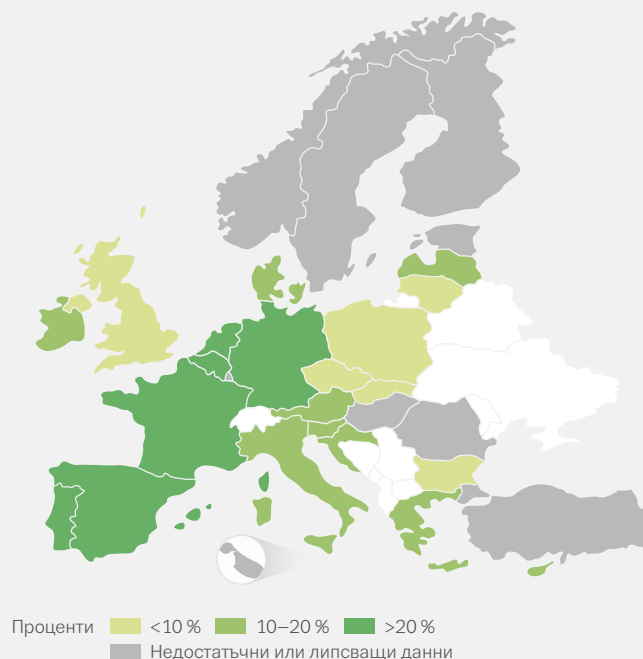 Проценти <10 % 10–20 % >20 %
Недостатъчни или липсващи данни